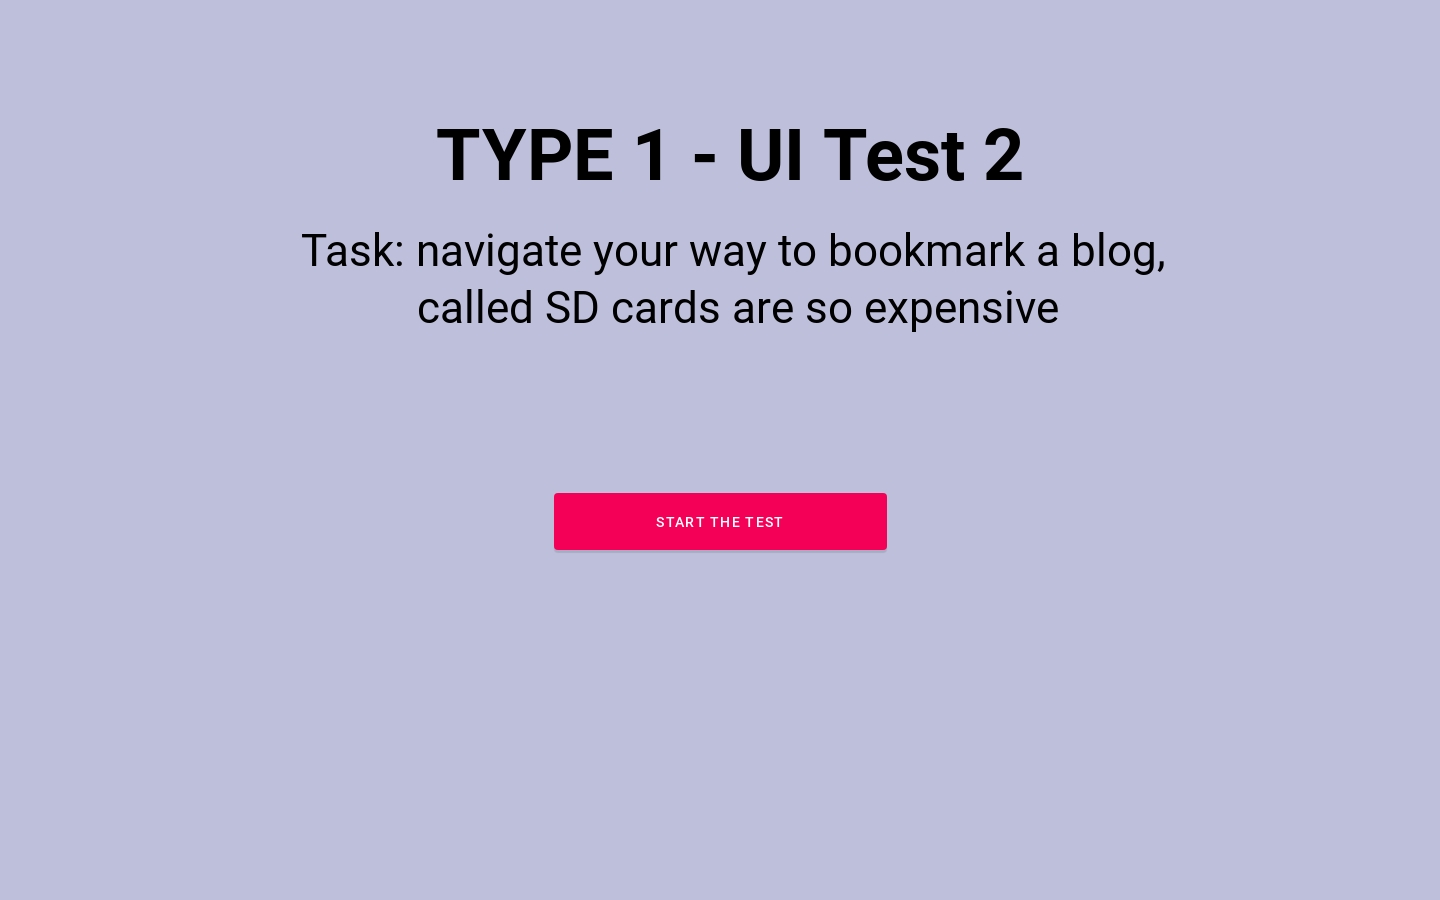 TYPE 1 - UI Test 2
Task: navigate your way to bookmark a blog,
called SD cards are so expensive
START THE TEST